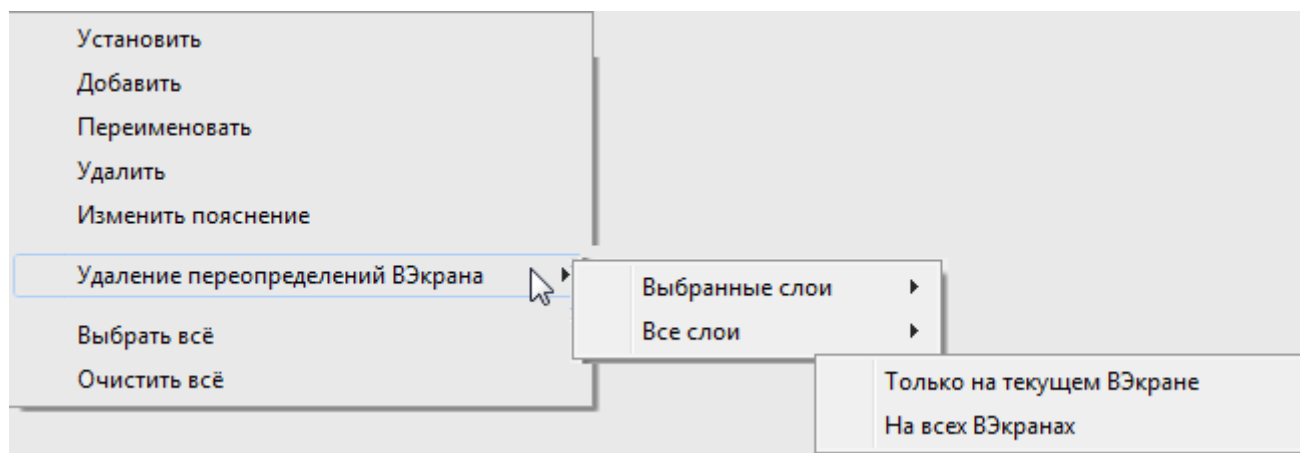 Установить
Добавить
Переименовать
Удалить
Изменить пояснение
Удаление переопределений ВЭкрана
Выбранные слои
Все слои
Выбрать всё
Очистить всё
Только на текущем ВЭкране
На всех ВЭкранах